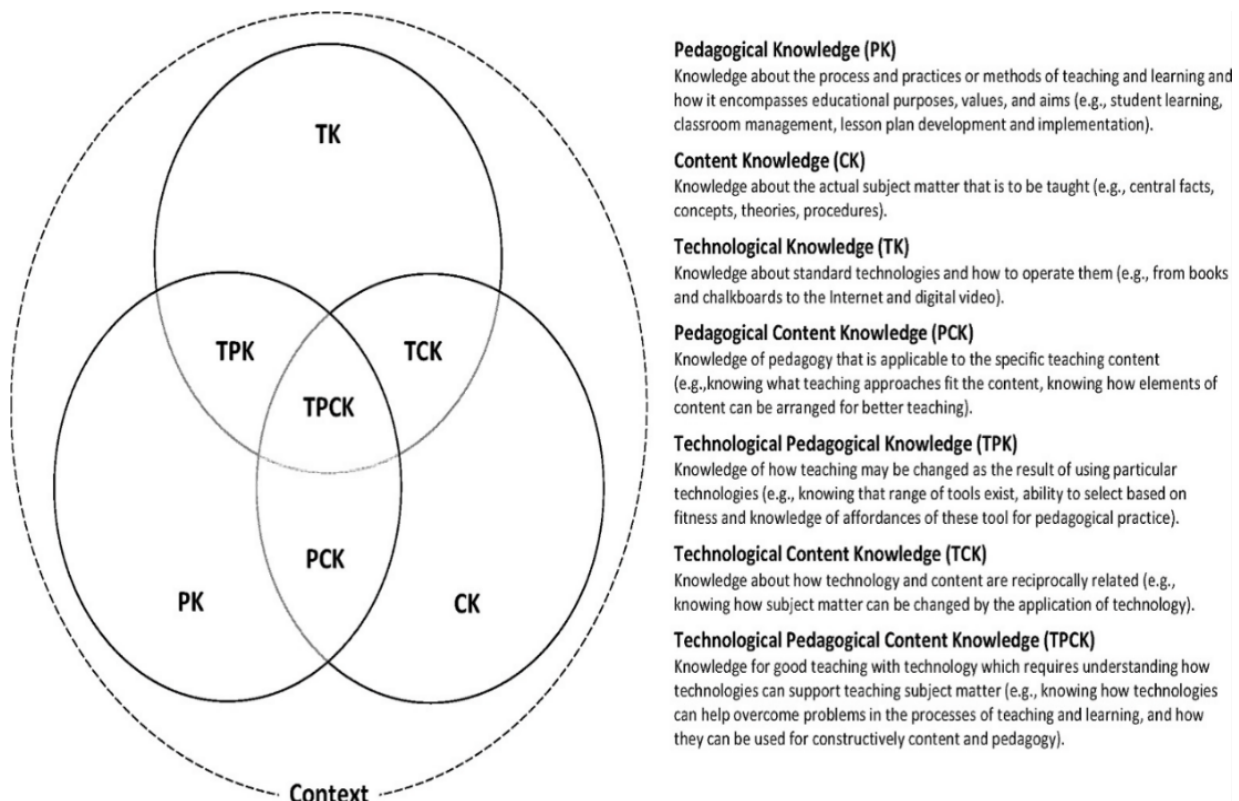 TK
TPK
TCK
TPCK
PCK
PK
CK
Context
Pedagogical Knowledge (PK)
Knowledge about the process and practices or methods of teaching and learning and
how it encompasses educational purposes, values, and aims (e.g., student learning,
classroom management, lesson plan development and implementation).
Content Knowledge (CK)
Knowledge about the actual subject matter that is to be taught (e.g., central facts,
concepts, theories, procedures).
Technological Knowledge (TK)
Knowledge about standard technologies and how to operate them (e.g., from books
and chalkboards to the Internet and digital video).
Pedagogical Content Knowledge (PCK)
Knowledge of pedagogy that is applicable to the specific teaching content
(e.g.,knowing what teaching approaches fit the content, knowing how elements of
content can be arranged for better teaching).
Technological Pedagogical Knowledge (TPK)
Knowledge of how teaching may be changed as the result of using particular
technologies (e.g., knowing that range of tools exist, ability to select based on
fitness and knowledge of affordances of these tool for pedagogical practice).
Technological Content Knowledge (TCK)
Knowledge about how technology and content are reciprocally related (e.g.,
knowing how subject matter can be changed by the application of technology).
Technological Pedagogical Content Knowledge (TPCK)
Knowledge for good teaching with technology which requires understanding how
technologies can support teaching subject matter (e.g., knowing how technologies
can help overcome problems in the processes of teaching and learning, and how
they can be used for constructively content and pedagogy).